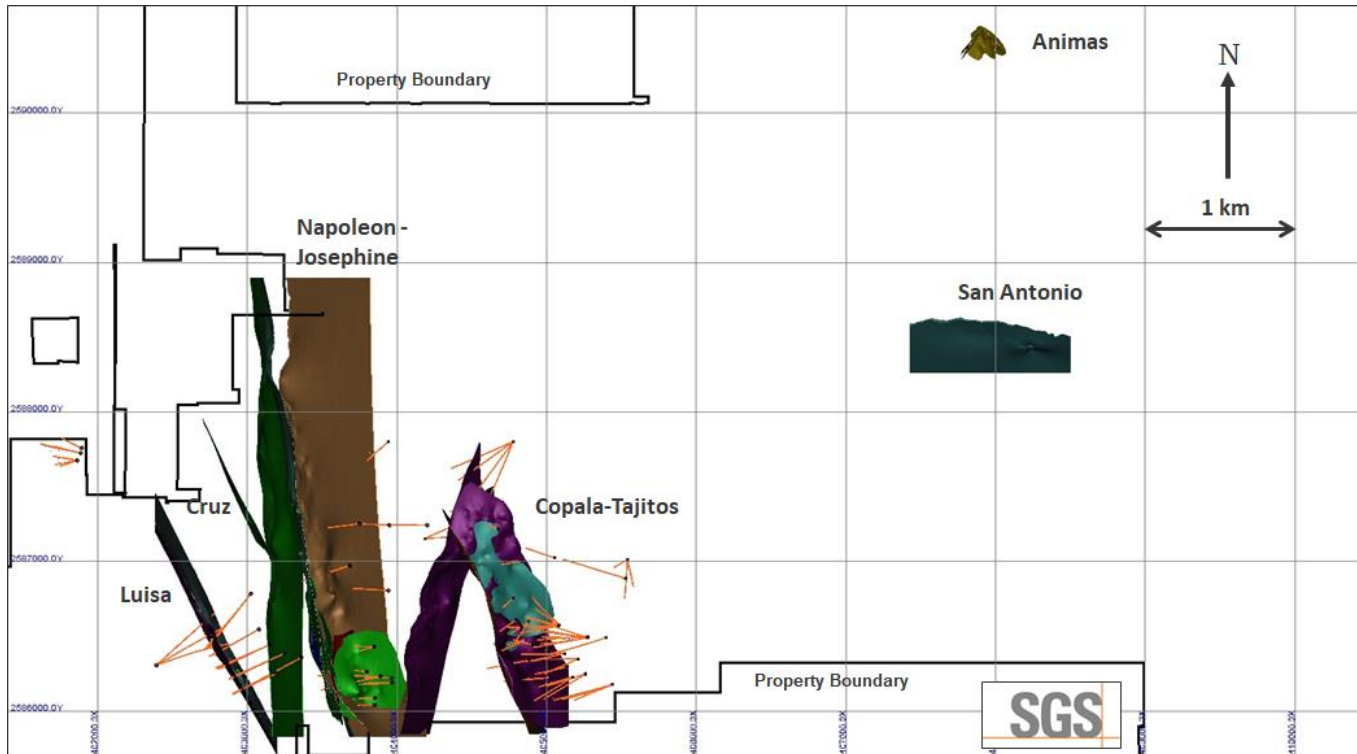 Animas
N
Property Boundary
2590000.0Y
1 km
Napoleon -
Josephine
2589000.0Y
San Antonio
2588000.0Y
Cruz
Copala-Tajitos
2587000.0Y
Luisa
Property Boundary
SGS
2586000.0Y